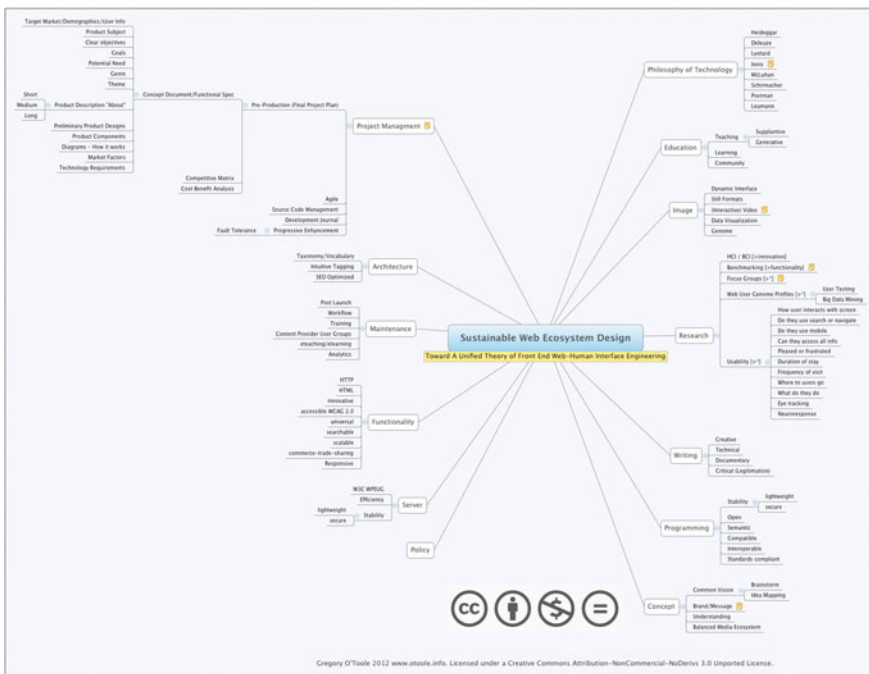 Sustainable Web Ecosystem Design
Toward A Unified Theory of Front End Web-Human Interface Engineering
Project Managment
Pre-Production (Final Project Plan)
Concept Document/Functional Spec
Target Market/Demographics/User Info
Product Subject
Clear objectives
Goals
Potential Need
Genre
Theme
Product Description "About"
Short
Medium
Long
Preliminary Product Designs
Product Components
Diagrams - How it works
Market Factors
Technology Requirements
Competitive Matrix
Cost Benefit Analysis
Agile
Source Code Management
Development Journal
Progressive Enhancement
Fault Tolerance
Architecture
Taxonomy/Vocabulary
Intuitive Tagging
SEO Optimized
Maintenance
Post Launch
Workflow
Training
Content Provider User Groups
eteaching/elearning
Analytics
Functionality
HTTP
HTML
innovative
accessible WCAG 2.0
universal
searchable
scalable
commerce-trade-sharing
Responsive
Server
W3C WPEUG
Efficiency
Stability
lightweight
secure
Policy
Philosophy of Technology
Heideggar
Deleuze
Lyotard
Innis
McLuhan
Schirmacher
Postman
Leumann
Education
Teaching
Supplantive
Generative
Learning
Community
Image
Dynamic Interface
Still Formats
(Interactive) Video
Data Visualization
Genome
Research
HCI / BCI [>innovation]
Benchmarking [>functionality]
Focus Groups [>"]
Web User Genome Profiles [>"]
User Testing
Big Data Mining
Usability [>"]
How user interacts with screen
Do they use search or navigate
Do they use mobile
Can they access all info
Pleased or frustrated
Duration of stay
Frequency of visit
Where to users go
What do they do
Eye tracking
Neuroresponse
Writing
Creative
Technical
Documentary
Critical (Legitimation)
Programming
Stability
lightweight
secure
Open
Semantic
Compatible
Interoperable
Standards compliant
Concept
Common Vision
Brainstorm
Idea Mapping
Brand/Message
Understanding
Balanced Media Ecosystem
cc
Gregory O'Toole 2012 www.otoole.info. Licensed under a Creative Commons Attribution-NonCommercial-NoDerivs 3.0 Unported License.